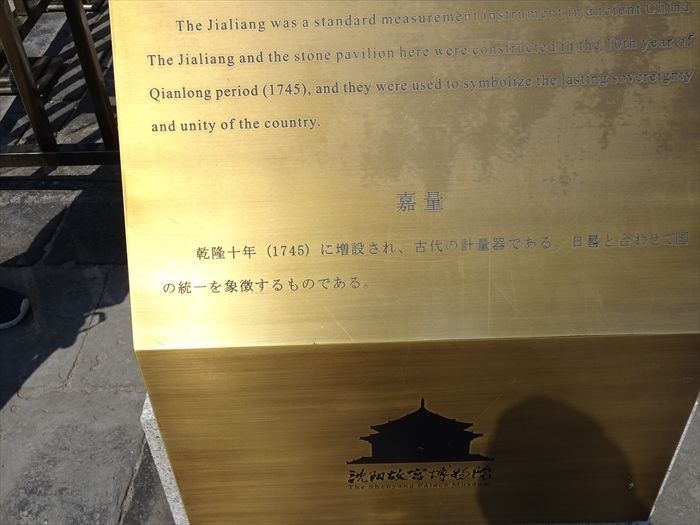 The Jialiang was a standard measurement instrument in ancient China.
The Jialiang and the stone pavilion here were constructed in the 10th year of
Qianlong period (1745), and they were used to symbolize the lasting sovereignty
and unity of the country.
嘉量
乾隆十年 (1745) に増設され、古代の計量器である。日晷と合わせて国
の統一を象徴するものである。
沈阳故宫博物院
The Shenyang Palace Museum